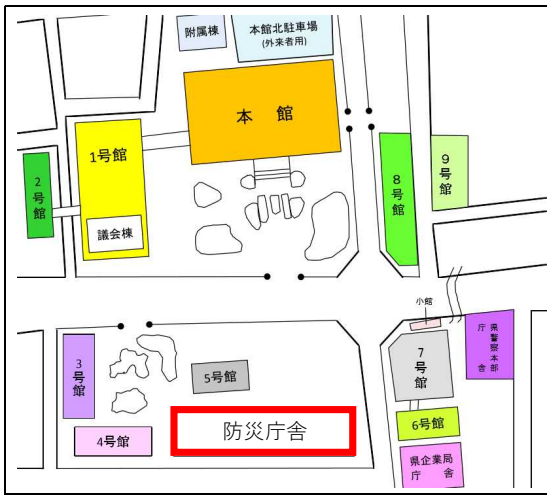 附属棟
本館北駐車場
(外来者用)
本 館
1号館
議会棟
2号館
8号館
9号館
小館
県警察本部
庁 舎
7号館
6号館
県企業局
庁 舎
3号館
5号館
4号館
防災庁舎